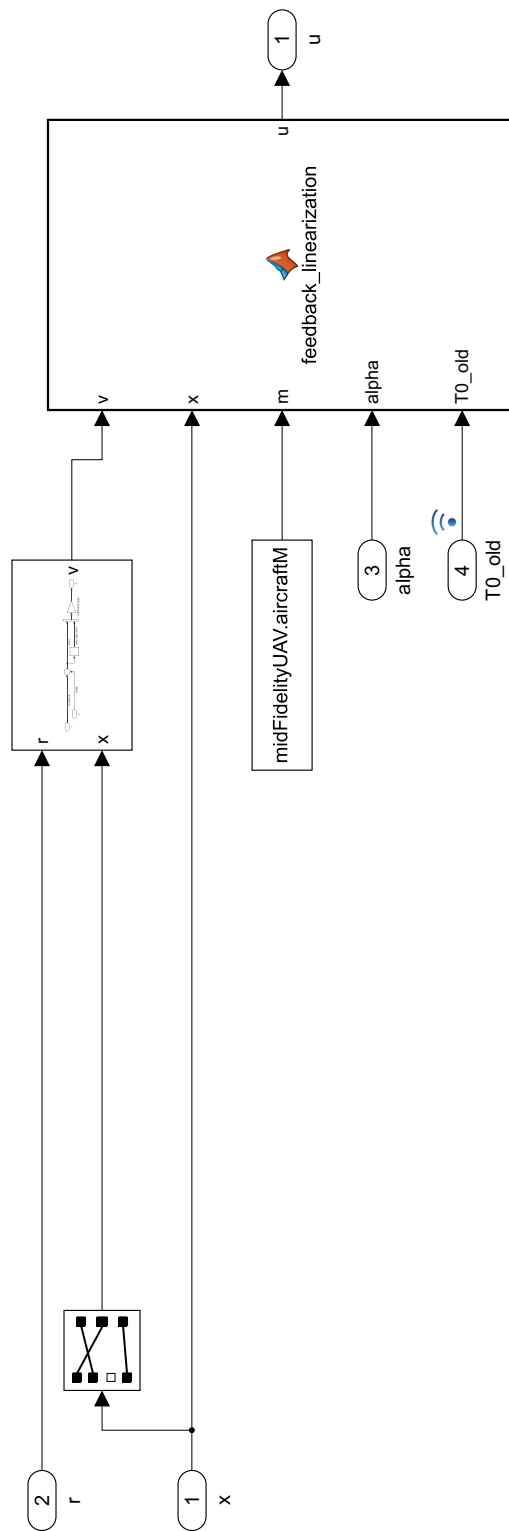 2
r
1
x
r
x
v
midFidelityUAV.aircraftM
3
alpha
4
T0_old
v
x
m
alpha
T0_old
feedback_linearization
u
1
u